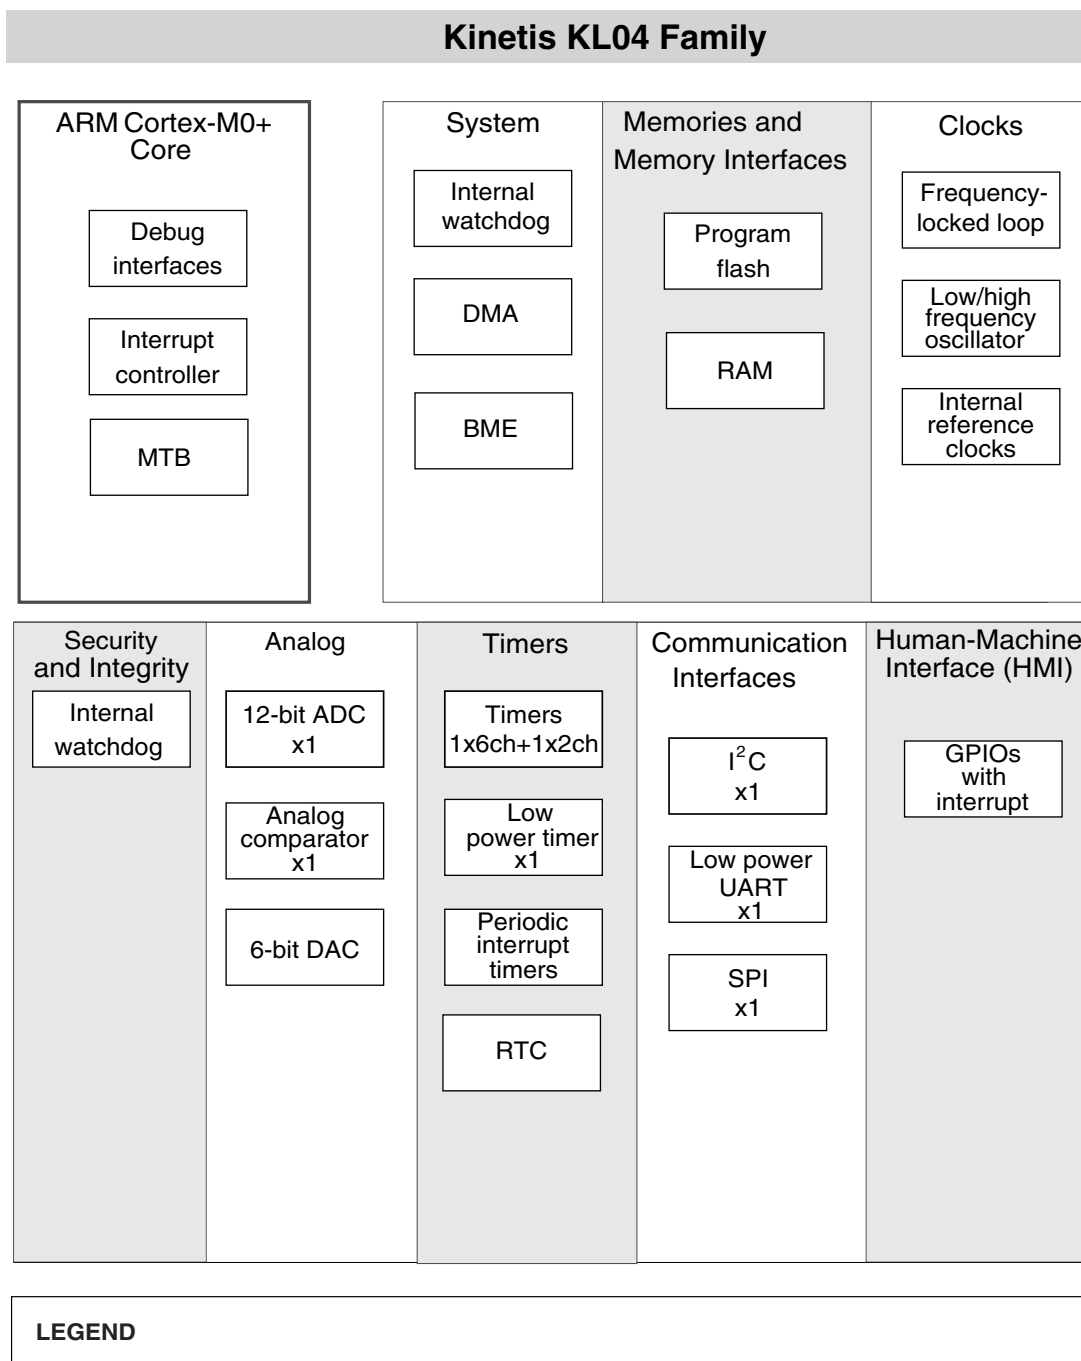 Kinetis KL04 Family
ARM Cortex-M0+
Core
Debug
interfaces
Interrupt
controller
MTB
System
Internal
watchdog
DMA
BME
Memories and
Memory Interfaces
Program
flash
RAM
Clocks
Frequency-
locked loop
Low/high
frequency
oscillator
Internal
reference
clocks
Security
and Integrity
Internal
watchdog
Analog
12-bit ADC
x1
Analog
comparator
x1
6-bit DAC
Timers
Timers
1x6ch+1x2ch
Low
power timer
x1
Periodic
interrupt
timers
RTC
Communication
Interfaces
I²C
x1
Low power
UART
x1
SPI
x1
Human-Machine
Interface (HMI)
GPIOs
with
interrupt
LEGEND